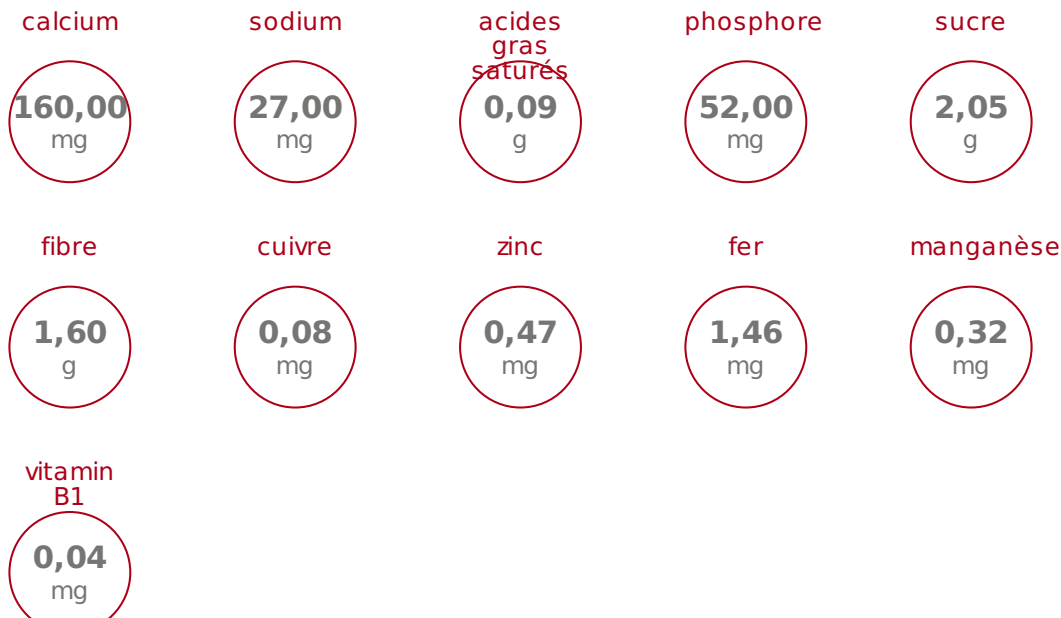 calcium
160,00
mg
sodium
27,00
mg
acides
gras
saturés
0,09
g
phosphore
52,00
mg
sucre
2,05
g
fibre
1,60
g
cuivre
0,08
mg
zinc
0,47
mg
fer
1,46
mg
manganèse
0,32
mg
vitamin
B1
0,04
mg